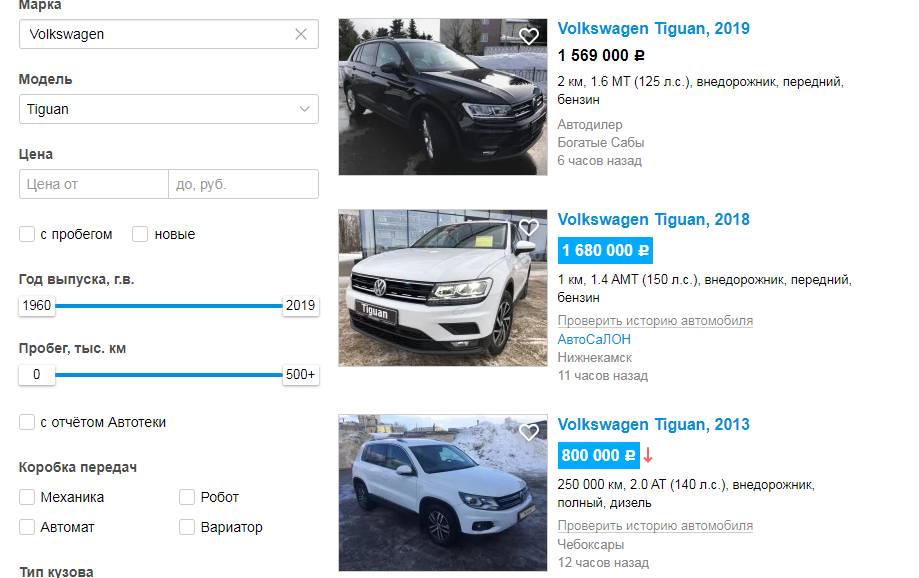 Марка
Volkswagen
Модель
Tiguan
Цена
Цена от
до, руб.
с пробегом
новые
Год выпуска, г.в.
1960
2019
Пробег, тыс. км
0
500+
с отчётом Автотеки
Коробка передач
Механика
Робот
Автомат
Вариатор
Тип кузова
Volkswagen Tiguan, 2019
1 569 000 ₽
2 км, 1.6 MT (125 л.с.), внедорожник, передний,
бензин
Автодилер
Богатые Сабы
6 часов назад
Volkswagen Tiguan, 2018
1 680 000 ₽
1 км, 1.4 AMT (150 л.с.), внедорожник, передний,
бензин
Проверить историю автомобиля
АвтоСаЛОН
Нижнекамск
11 часов назад
Tiguan
Volkswagen Tiguan, 2013
800 000 ₽
250 000 км, 2.0 AT (140 л.с.), внедорожник,
полный, дизель
Проверить историю автомобиля
Чебоксары
12 часов назад